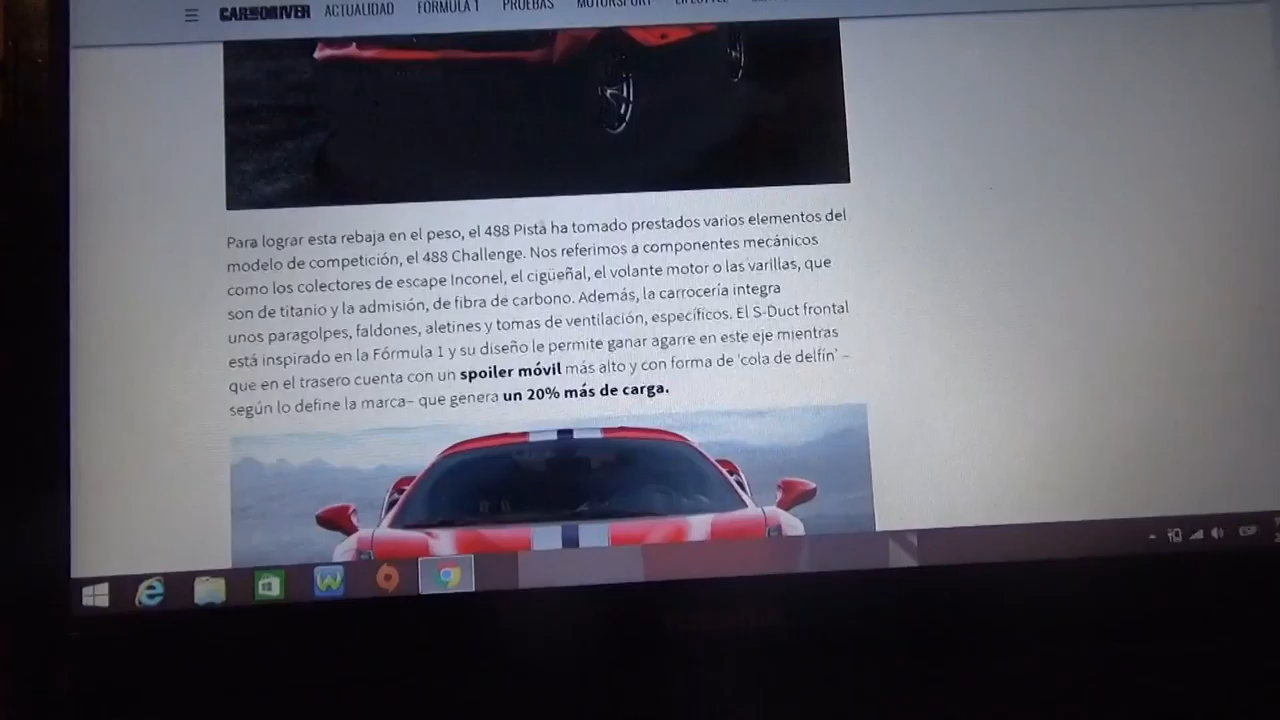 CAR AND DRIVER ACTUALIDAD FÓRMULA 1 PRUEBAS MOTORSPORT
Para lograr esta rebaja en el peso, el 488 Pista ha tomado prestados varios elementos del
modelo de competición, el 488 Challenge. Nos referimos a componentes mecánicos
como los colectores de escape Inconel, el cigüeñal, el volante motor o las varillas, que
son de titanio y la admisión, de fibra de carbono. Además, la carrocería integra
unos paragolpes, faldones, aletines y tomas de ventilación, específicos. El S-Duct frontal
está inspirado en la Fórmula 1 y su diseño le permite ganar agarre en este eje mientras
que en el trasero cuenta con un spoiler móvil más alto y con forma de 'cola de delfín' –
según lo define la marca– que genera un 20% más de carga.